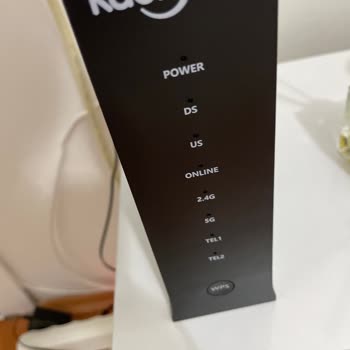 POWER
DS
US
ONLINE
2.4G
5G
TEL1
TEL2
WPS